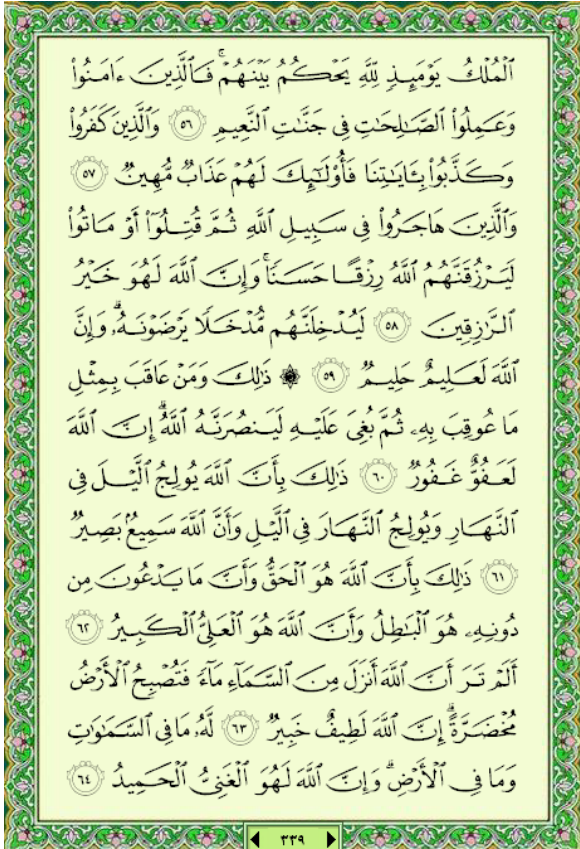 ٱلْمُلْكُ يَوْمَئِذٍ لِّلَّهِ يَحْكُمُ بَيْنَهُمْ ۚ فَٱلَّذِينَ ءَامَنُوا۟
وَعَمِلُوا۟ ٱلصَّـٰلِحَـٰتِ فِى جَنَّـٰتِ ٱلنَّعِيمِ ٥٦ وَٱلَّذِينَ كَفَرُوا۟
وَكَذَّبُوا۟ بِـَٔايَـٰتِنَا فَأُو۟لَـٰٓئِكَ لَهُمْ عَذَابٌ مُّهِينٌ ٥٧
وَٱلَّذِينَ هَاجَرُوا۟ فِى سَبِيلِ ٱللَّهِ ثُمَّ قُتِلُوٓا۟ أَوْ مَاتُوا۟
لَيَرْزُقَنَّهُمُ ٱللَّهُ رِزْقًا حَسَنًا ۚ وَإِنَّ ٱللَّهَ لَهُوَ خَيْرُ
ٱلرَّٰزِقِينَ ٥٨ لَيُدْخِلَنَّهُم مُّدْخَلًا يَرْضَوْنَهُۥ ۗ وَإِنَّ
ٱللَّهَ لَعَلِيمٌ حَلِيمٌ ٥٩ ۞ ذَٰلِكَ وَمَنْ عَاقَبَ بِمِثْلِ
مَا عُوقِبَ بِهِۦ ثُمَّ بُغِىَ عَلَيْهِ لَيَنصُرَنَّهُ ٱللَّهُ ۗ إِنَّ ٱللَّهَ
لَعَفُوٌّ غَفُورٌ ٦٠ ذَٰلِكَ بِأَنَّ ٱللَّهَ يُولِجُ ٱلَّيْلَ فِى
ٱلنَّهَارِ وَيُولِجُ ٱلنَّهَارَ فِى ٱلَّيْلِ وَأَنَّ ٱللَّهَ سَمِيعٌۢ بَصِيرٌ
٦١ ذَٰلِكَ بِأَنَّ ٱللَّهَ هُوَ ٱلْحَقُّ وَأَنَّ مَا يَدْعُونَ مِن
دُونِهِۦ هُوَ ٱلْبَـٰطِلُ وَأَنَّ ٱللَّهَ هُوَ ٱلْعَلِىُّ ٱلْكَبِيرُ ٦٢
أَلَمْ تَرَ أَنَّ ٱللَّهَ أَنزَلَ مِنَ ٱلسَّمَآءِ مَآءً فَتُصْبِحُ ٱلْأَرْضُ
مُخْضَرَّةً ۗ إِنَّ ٱللَّهَ لَطِيفٌ خَبِيرٌ ٦٣ لَّهُۥ مَا فِى ٱلسَّمَـٰوَٰتِ
وَمَا فِى ٱلْأَرْضِ ۗ وَإِنَّ ٱللَّهَ لَهُوَ ٱلْغَنِىُّ ٱلْحَمِيدُ ٦٤
٣٣٩